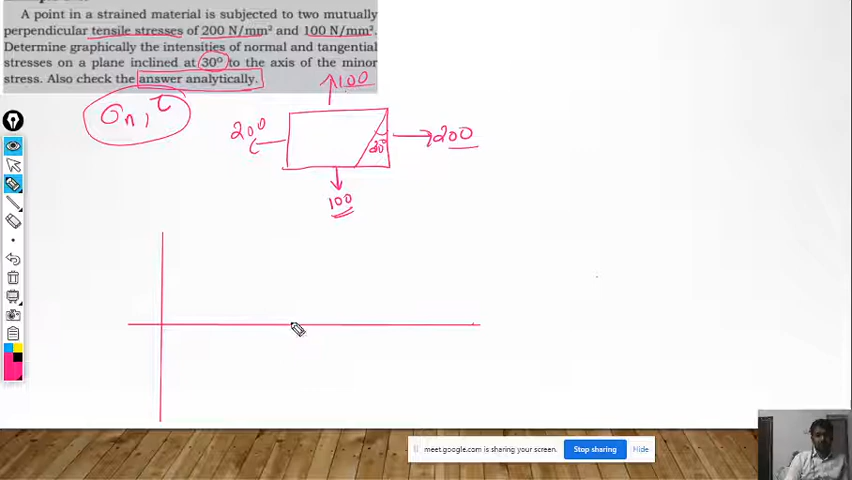 A point in a strained material is subjected to two mutually
perpendicular tensile stresses of 200 N/mm² and 100 N/mm².
Determine graphically the intensities of normal and tangential
stresses on a plane inclined at 30° to the axis of the minor
stress. Also check the answer analytically.
σn, τ
100
200
30°
200
100
meet.google.com is sharing your screen.
Stop sharing
Hide